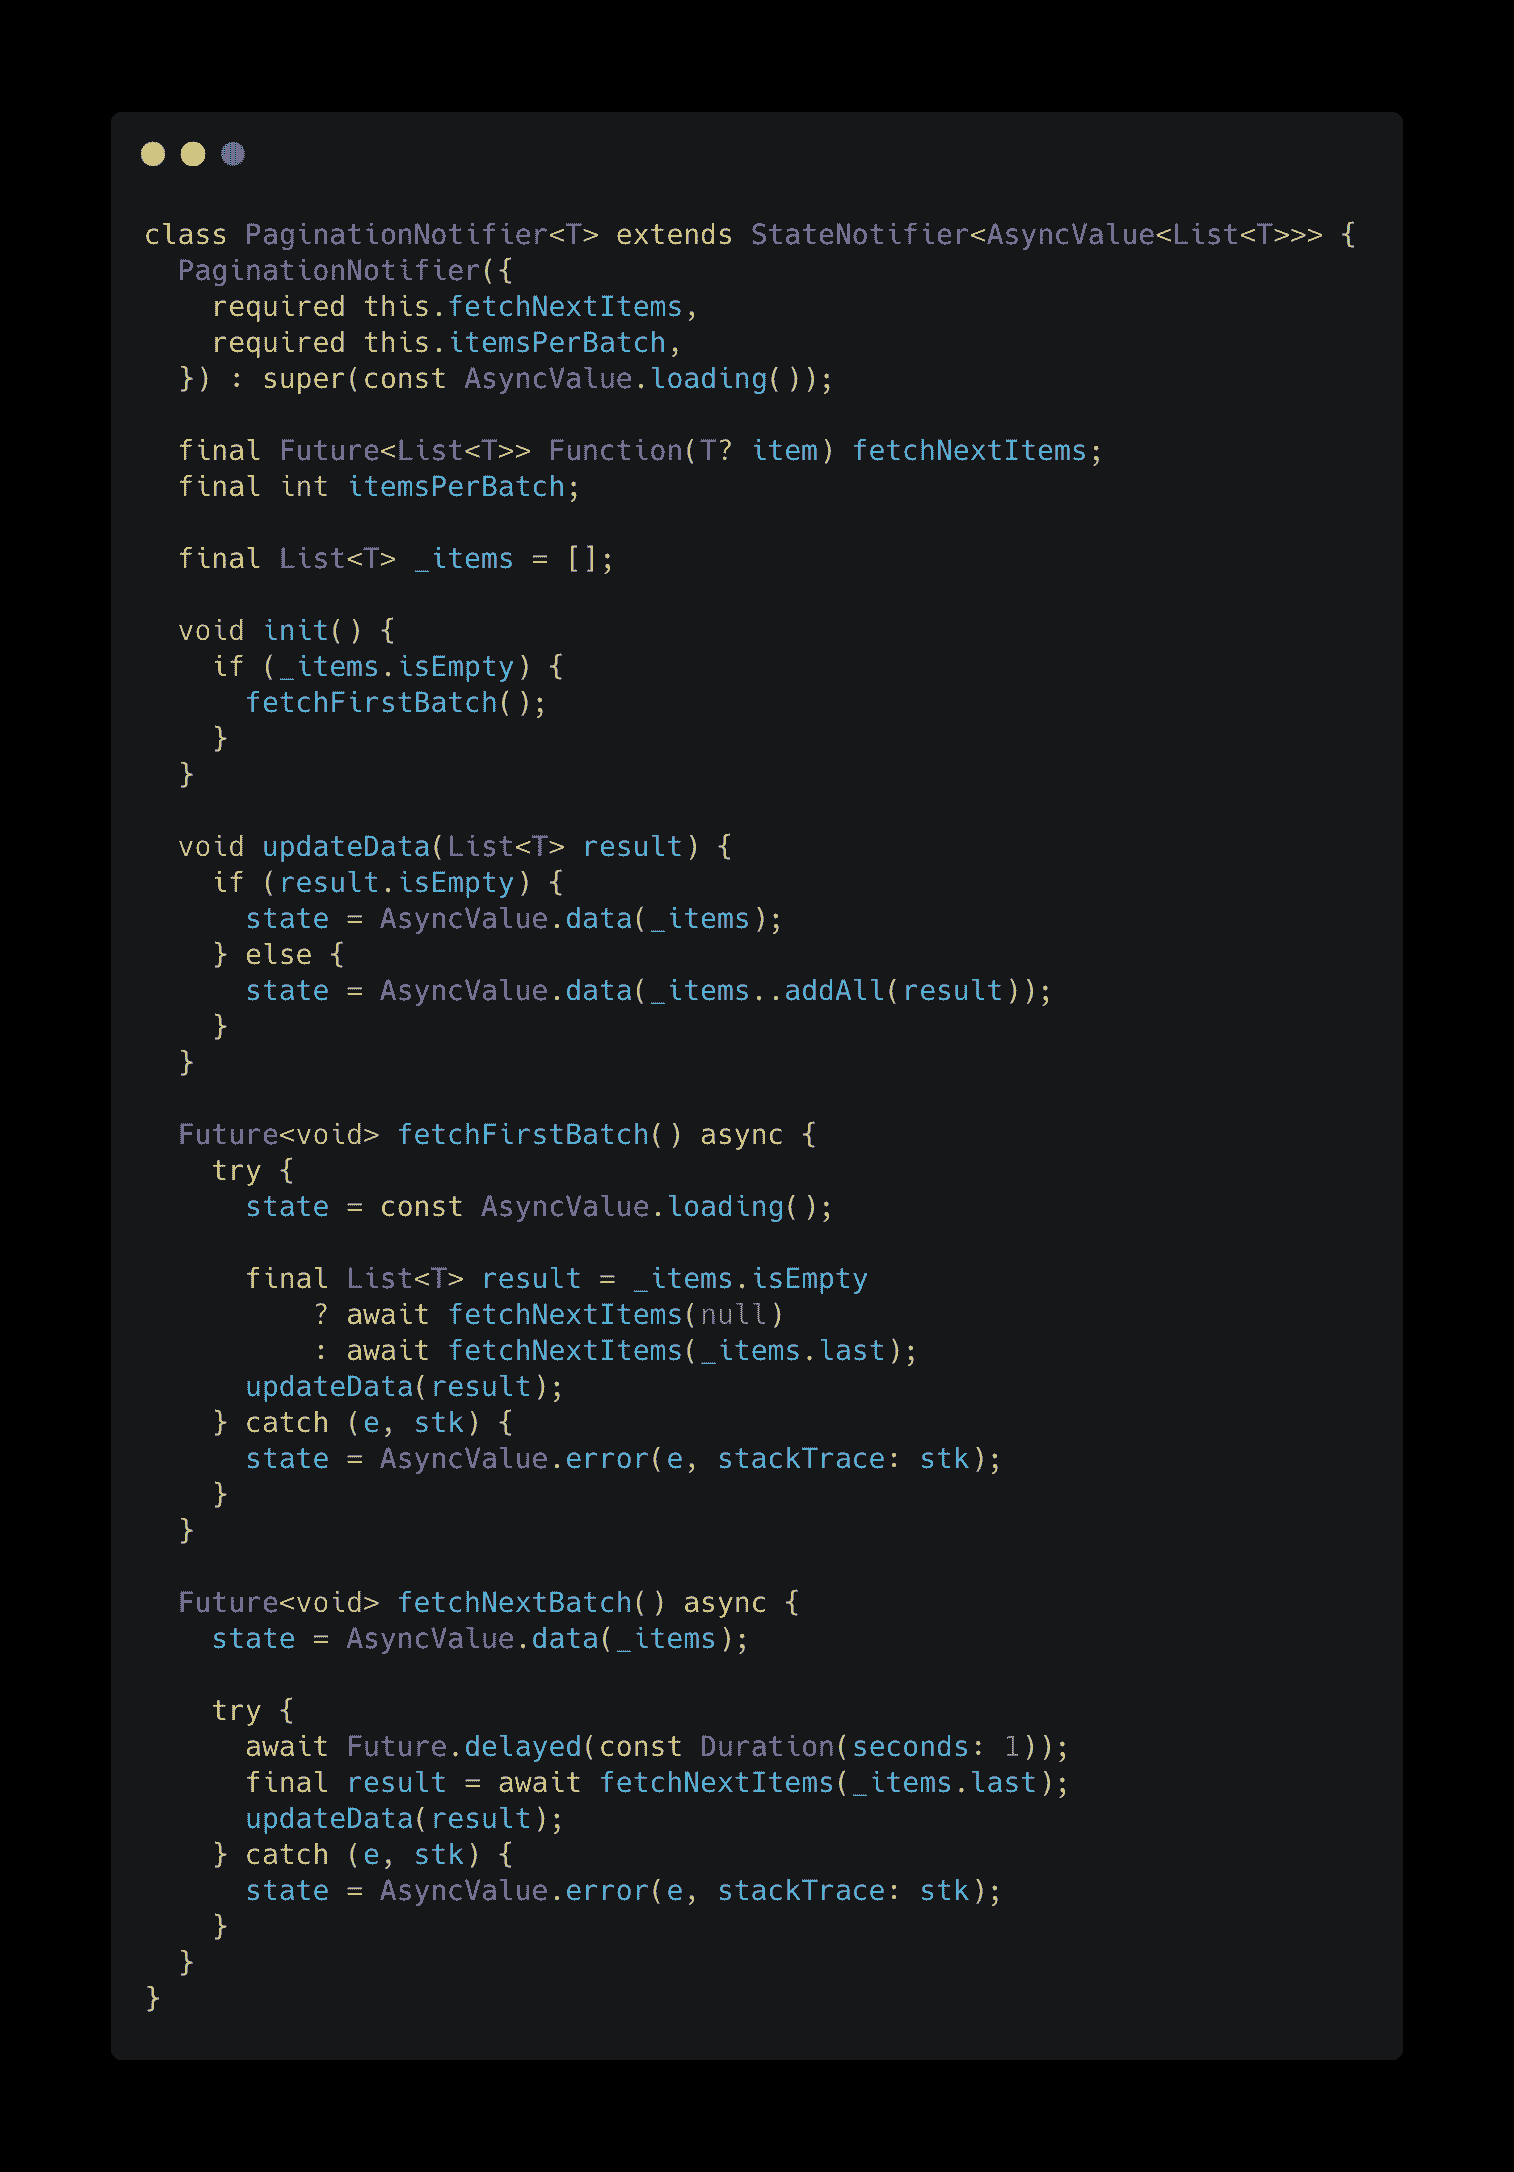 class PaginationNotifier<T> extends StateNotifier<AsyncValue<List<T>>> {
  PaginationNotifier({
    required this.fetchNextItems,
    required this.itemsPerBatch,
  }) : super(const AsyncValue.loading());

  final Future<List<T>> Function(T? item) fetchNextItems;
  final int itemsPerBatch;

  final List<T> _items = [];

  void init() {
    if (_items.isEmpty) {
      fetchFirstBatch();
    }
  }

  void updateData(List<T> result) {
    if (result.isEmpty) {
      state = AsyncValue.data(_items);
    } else {
      state = AsyncValue.data(_items..addAll(result));
    }
  }

  Future<void> fetchFirstBatch() async {
    try {
      state = const AsyncValue.loading();

      final List<T> result = _items.isEmpty
          ? await fetchNextItems(null)
          : await fetchNextItems(_items.last);
      updateData(result);
    } catch (e, stk) {
      state = AsyncValue.error(e, stackTrace: stk);
    }
  }

  Future<void> fetchNextBatch() async {
    state = AsyncValue.data(_items);

    try {
      await Future.delayed(const Duration(seconds: 1));
      final result = await fetchNextItems(_items.last);
      updateData(result);
    } catch (e, stk) {
      state = AsyncValue.error(e, stackTrace: stk);
    }
  }
}